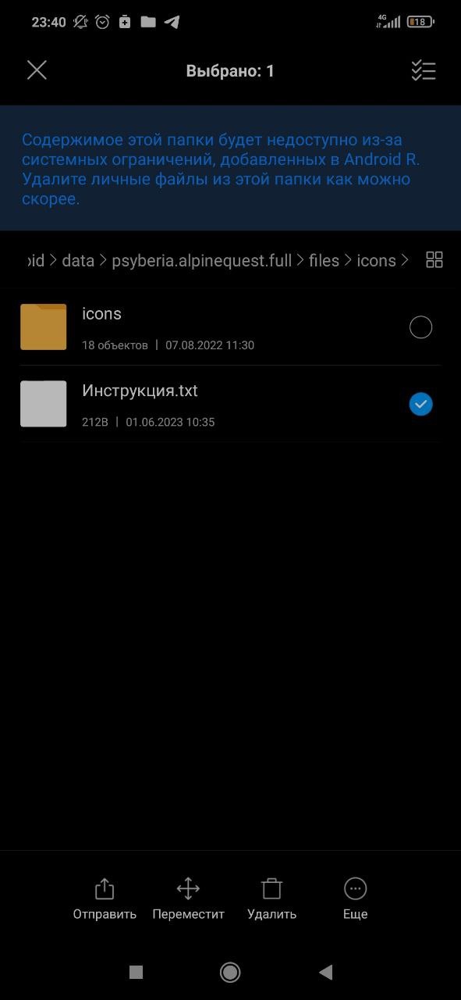 23:40 4G 18
Выбрано: 1
Содержимое этой папки будет недоступно из-за
системных ограничений, добавленных в Android R.
Удалите личные файлы из этой папки как можно
скорее.
oid > data > psyberia.alpinequest.full > files > icons >
icons
18 объектов | 07.08.2022 11:30
Инструкция.txt
212B | 01.06.2023 10:35
Отправить Переместит Удалить Еще